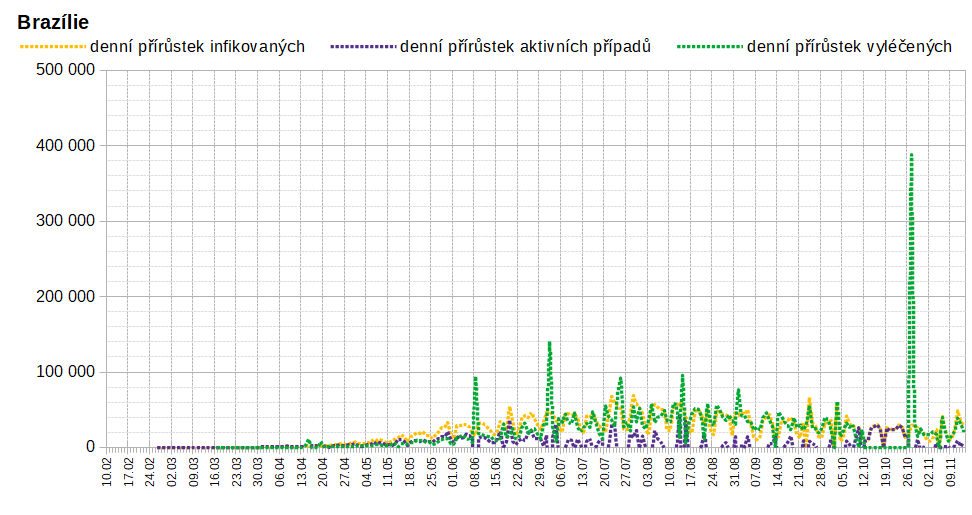 Brazílie
denní přírůstek infikovaných denní přírůstek aktivních případů denní přírůstek vyléčených
500 000
400 000
300 000
200 000
100 000
0
10.02 17.02 24.02 02.03 09.03 16.03 23.03 30.03 06.04 13.04 20.04 27.04 04.05 11.05 18.05 25.05 01.06 08.06 15.06 22.06 29.06 06.07 13.07 20.07 27.07 03.08 10.08 17.08 24.08 31.08 07.09 14.09 21.09 28.09 05.10 12.10 19.10 26.10 02.11 09.11